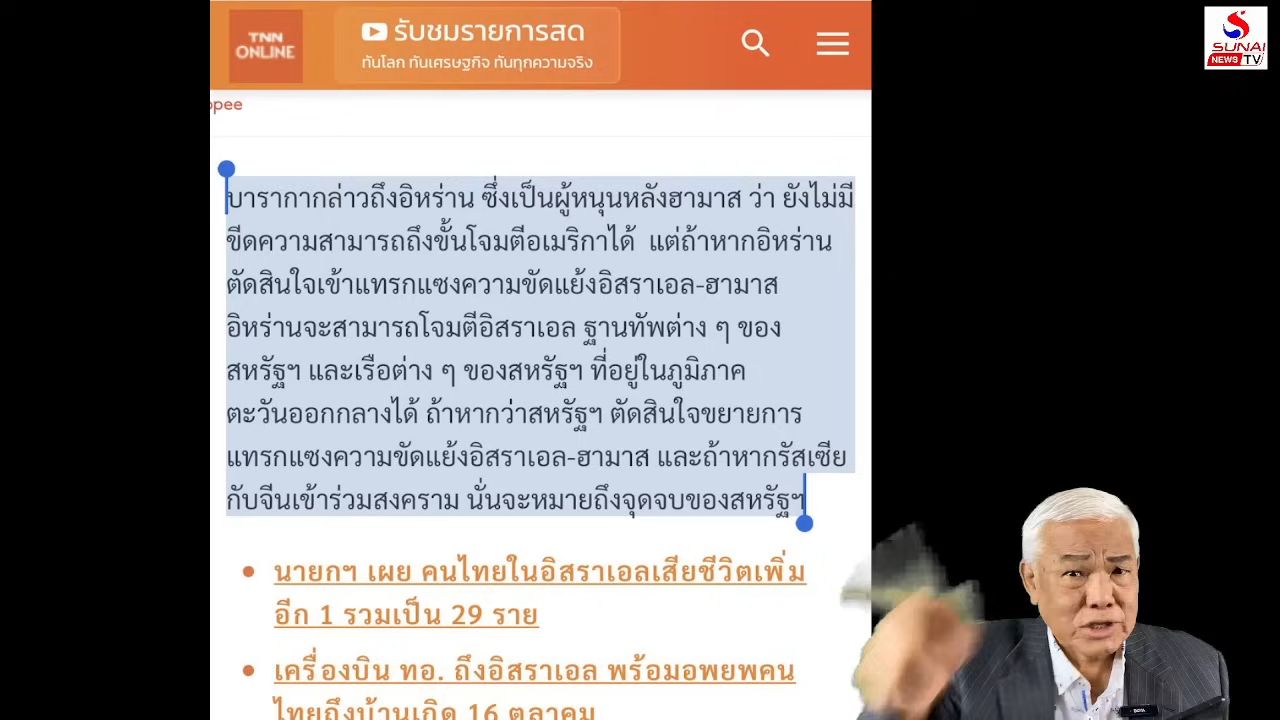 TNN
ONLINE
รับชมรายการสด
ทันโลก ทันเศรษฐกิจ ทันทุกความจริง
SUNAI
NEWS TV
opee
บารากากล่าวถึงอิหร่าน ซึ่งเป็นผู้หนุนหลังฮามาส ว่า ยังไม่มี
ขีดความสามารถถึงขั้นโจมตีอเมริกาได้ แต่ถ้าหากอิหร่าน
ตัดสินใจเข้าแทรกแซงความขัดแย้งอิสราเอล-ฮามาส
อิหร่านจะสามารถโจมตีอิสราเอล ฐานทัพต่าง ๆ ของ
สหรัฐฯ และเรือต่าง ๆ ของสหรัฐฯ ที่อยู่ในภูมิภาค
ตะวันออกกลางได้ ถ้าหากว่าสหรัฐฯ ตัดสินใจขยายการ
แทรกแซงความขัดแย้งอิสราเอล-ฮามาส และถ้าหากรัสเซีย
กับจีนเข้าร่วมสงคราม นั่นจะหมายถึงจุดจบของสหรัฐฯ
นายกฯ เผย คนไทยในอิสราเอลเสียชีวิตเพิ่ม
อีก 1 รวมเป็น 29 ราย
เครื่องบิน ทอ. ถึงอิสราเอล พร้อมอพยพคน
ไทยถึงบ้านเกิด 16 ตุลาคม